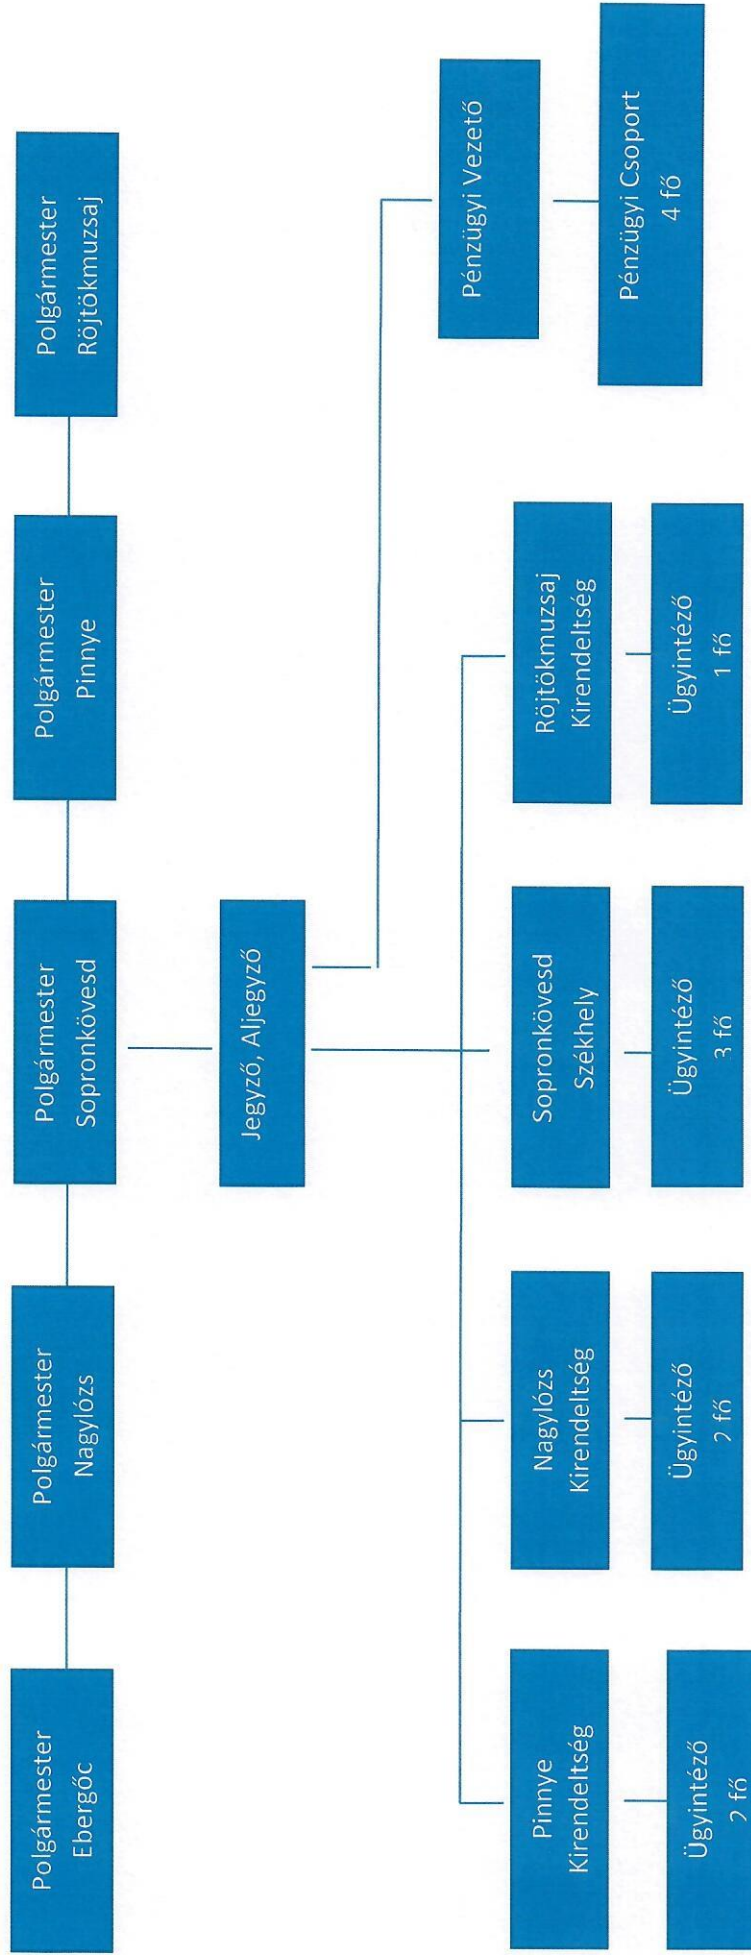 Polgármester
Ebergőc
Polgármester
Nagylózs
Polgármester
Sopronkövesd
Polgármester
Pinnye
Polgármester
Röjtökmuzsaj
Jegyző, Aljegyző
Pénzügyi Vezető
Pénzügyi Csoport
4 fő
Pinnye
Kirendeltség
Nagylózs
Kirendeltség
Sopronkövesd
Székhely
Röjtökmuzsaj
Kirendeltség
Ügyintéző
2 fő
Ügyintéző
2 fő
Ügyintéző
3 fő
Ügyintéző
1 fő